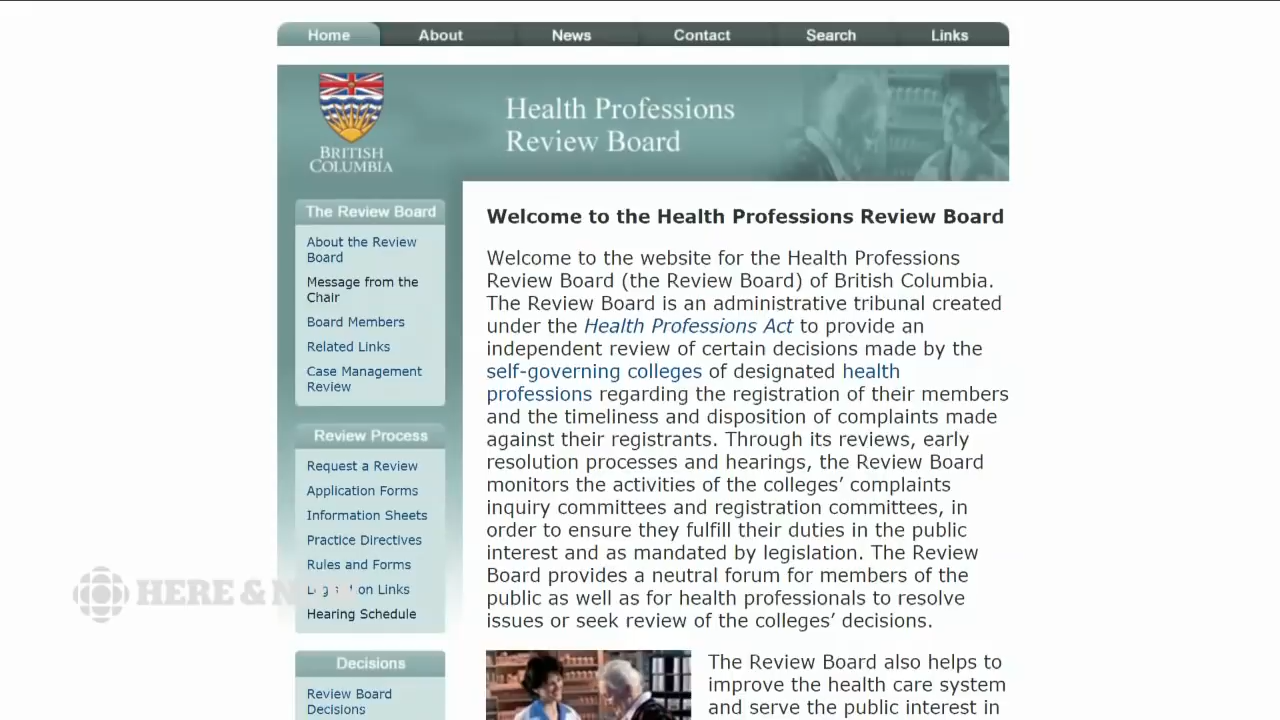 Home About News Contact Search Links
BRITISH
COLUMBIA
Health Professions
Review Board
The Review Board
About the Review
Board
Message from the
Chair
Board Members
Related Links
Case Management
Review
Review Process
Request a Review
Application Forms
Information Sheets
Practice Directives
Rules and Forms
Links
Hearing Schedule
Decisions
Review Board
Decisions
Welcome to the Health Professions Review Board
Welcome to the website for the Health Professions
Review Board (the Review Board) of British Columbia.
The Review Board is an administrative tribunal created
under the Health Professions Act to provide an
independent review of certain decisions made by the
self-governing colleges of designated health
professions regarding the registration of their members
and the timeliness and disposition of complaints made
against their registrants. Through its reviews, early
resolution processes and hearings, the Review Board
monitors the activities of the colleges’ complaints
inquiry committees and registration committees, in
order to ensure they fulfill their duties in the public
interest and as mandated by legislation. The Review
Board provides a neutral forum for members of the
public as well as for health professionals to resolve
issues or seek review of the colleges’ decisions.
The Review Board also helps to
improve the health care system
and serve the public interest in
HERE &